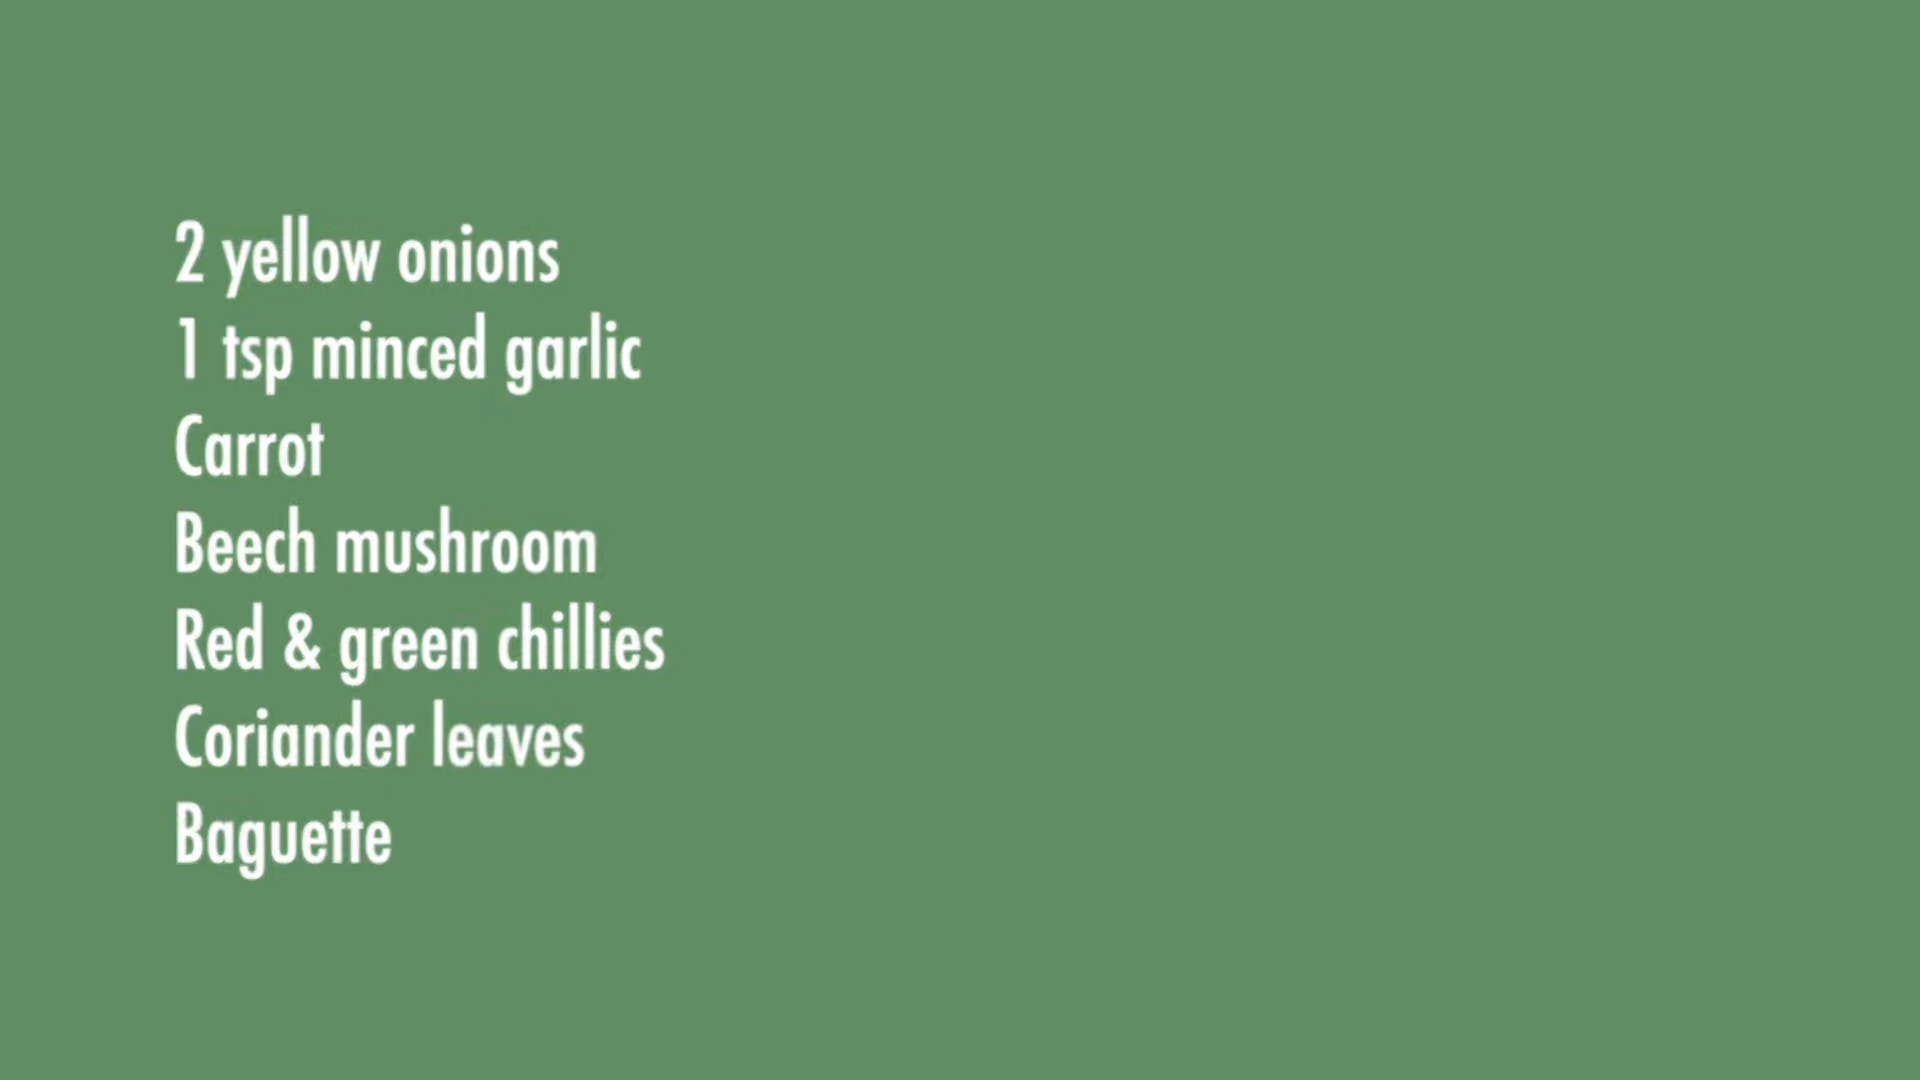 2 yellow onions
1 tsp minced garlic
Carrot
Beech mushroom
Red & green chillies
Coriander leaves
Baguette